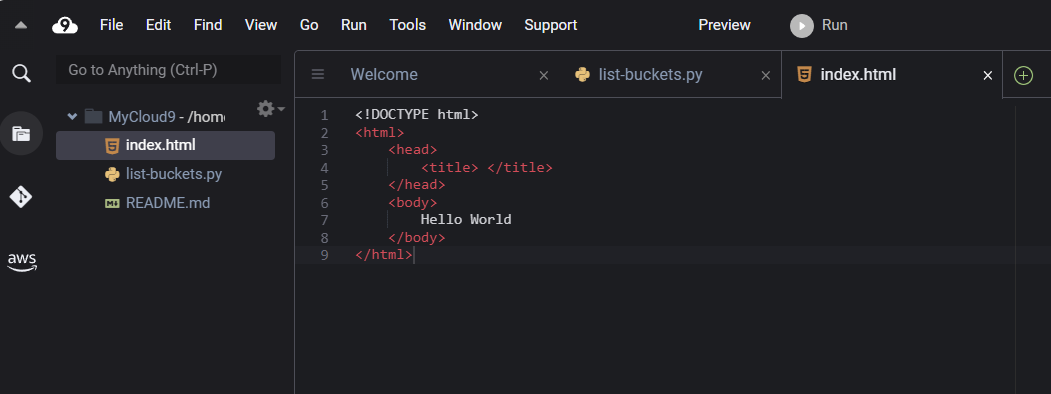 9 File Edit Find View Go Run Tools Window Support Preview Run
Go to Anything (Ctrl-P)
Welcome list-buckets.py index.html
MyCloud9 - /home
index.html
list-buckets.py
README.md
aws
1 <!DOCTYPE html>
2 <html>
3 <head>
4 <title> </title>
5 </head>
6 <body>
7 Hello World
8 </body>
9 </html>